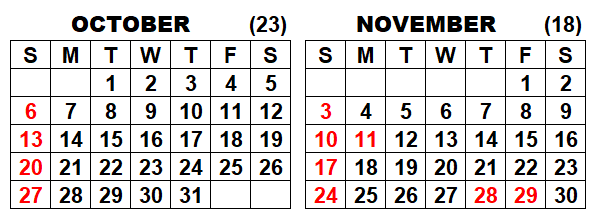 OCTOBER (23)
S M T W T F S
1 2 3 4 5
6 7 8 9 10 11 12
13 14 15 16 17 18 19
20 21 22 23 24 25 26
27 28 29 30 31
NOVEMBER (18)
S M T W T F S
1 2
3 4 5 6 7 8 9
10 11 12 13 14 15 16
17 18 19 20 21 22 23
24 25 26 27 28 29 30